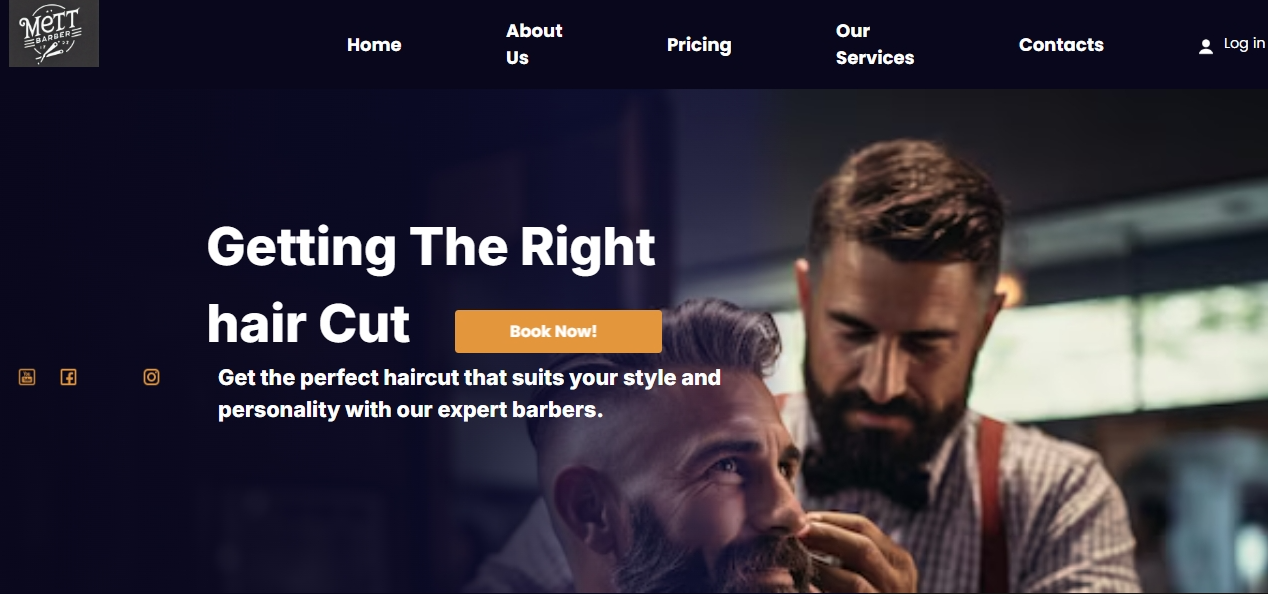 METT
BARBER
Home
About
Us
Pricing
Our
Services
Contacts
Log in
Getting The Right
hair Cut
Book Now!
Get the perfect haircut that suits your style and
personality with our expert barbers.